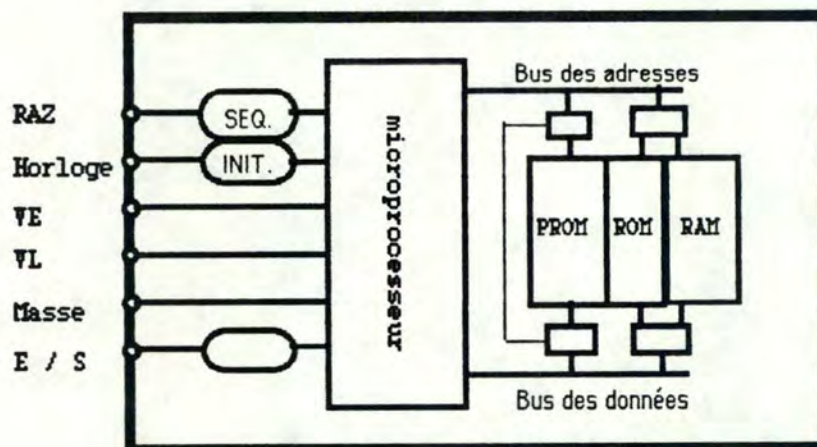 RAZ
Horloge
VE
VL
Masse
E / S
SEQ.
INIT.
microprocesseur
Bus des adresses
PROM
ROM
RAM
Bus des données